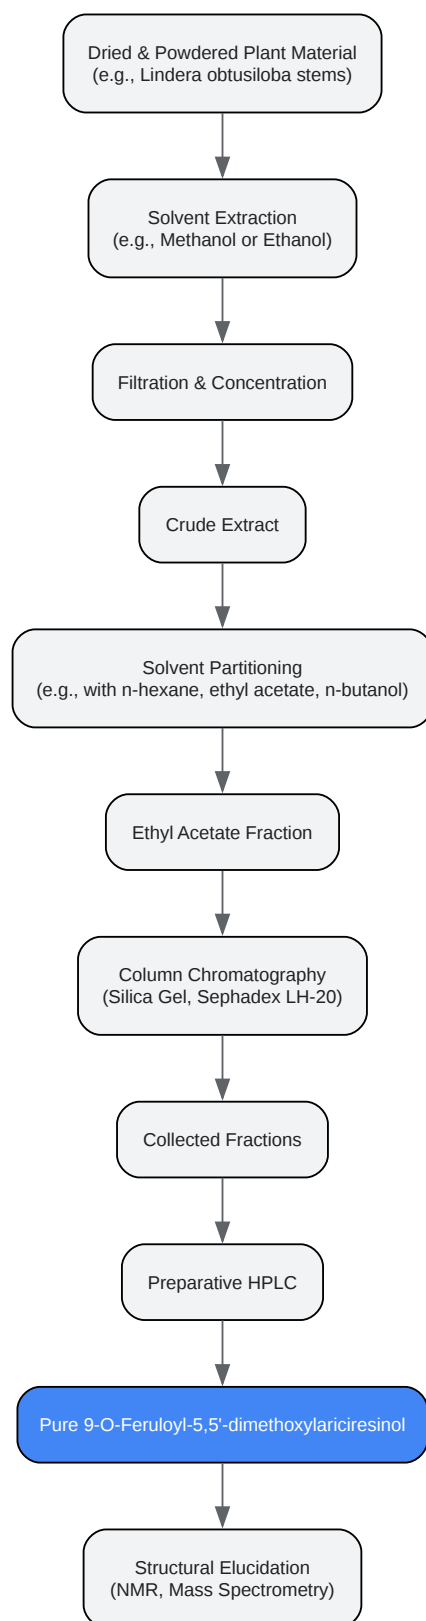 Dried & Powdered Plant Material
(e.g., Lindera obtusiloba stems)
Solvent Extraction
(e.g., Methanol or Ethanol)
Filtration & Concentration
Crude Extract
Solvent Partitioning
(e.g., with n-hexane, ethyl acetate, n-butanol)
Ethyl Acetate Fraction
Column Chromatography
(Silica Gel, Sephadex LH-20)
Collected Fractions
Preparative HPLC
Pure 9-O-Feruloyl-5,5'-dimethoxylariciresinol
Structural Elucidation
(NMR, Mass Spectrometry)